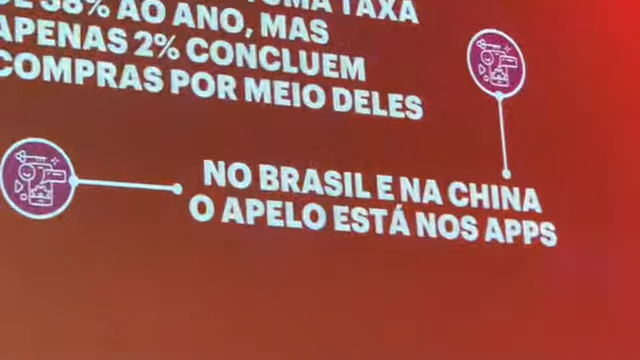 38% AO ANO, MAS
APENAS 2% CONCLUEM
COMPRAS POR MEIO DELES
NO BRASIL E NA CHINA
O APELO ESTÁ NOS APPS